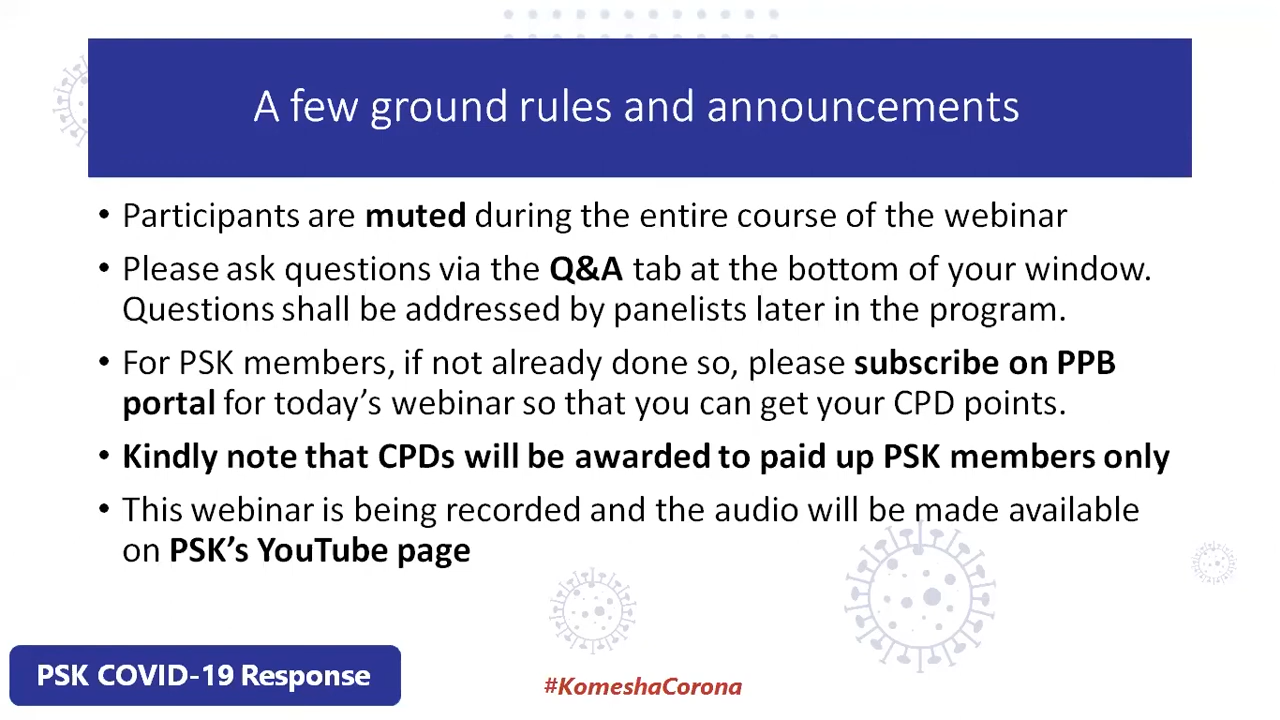 A few ground rules and announcements
• Participants are muted during the entire course of the webinar
• Please ask questions via the Q&A tab at the bottom of your window.
Questions shall be addressed by panelists later in the program.
• For PSK members, if not already done so, please subscribe on PPB
portal for today’s webinar so that you can get your CPD points.
• Kindly note that CPDs will be awarded to paid up PSK members only
• This webinar is being recorded and the audio will be made available
on PSK’s YouTube page
PSK COVID-19 Response
#KomeshaCorona